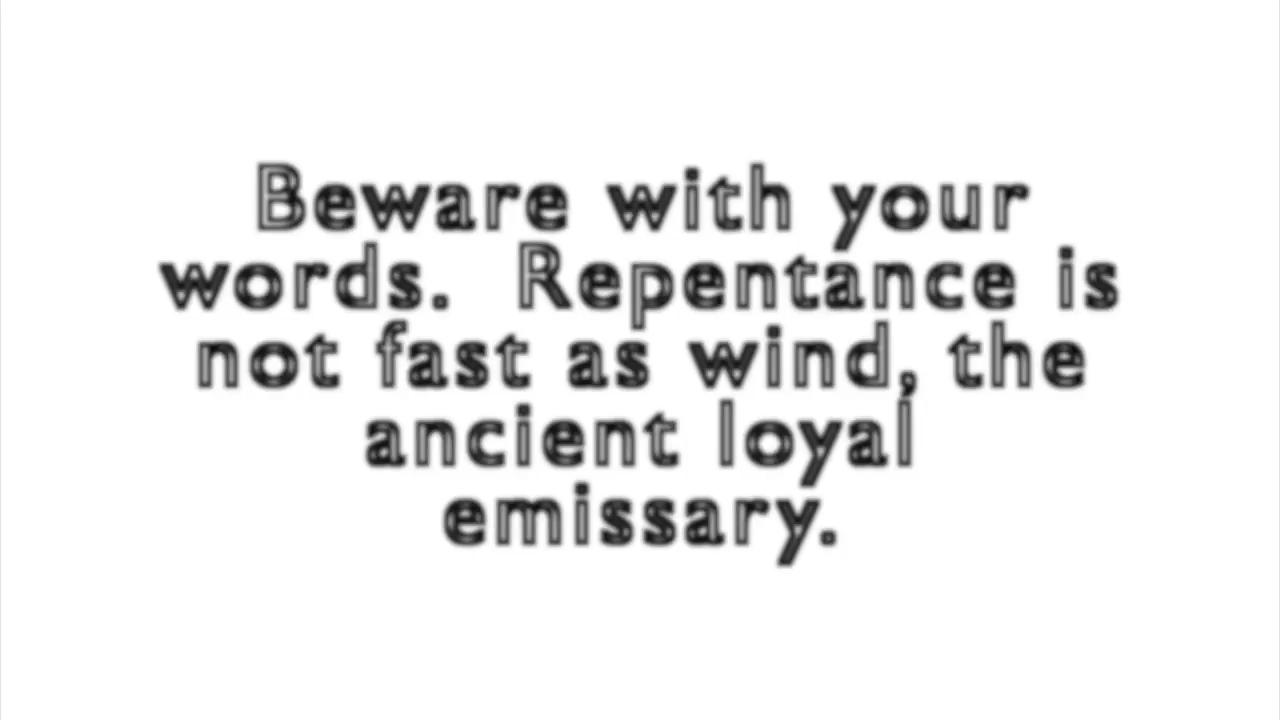 Beware with your
words.  Repentance is
not fast as wind, the
ancient loyal
emissary.